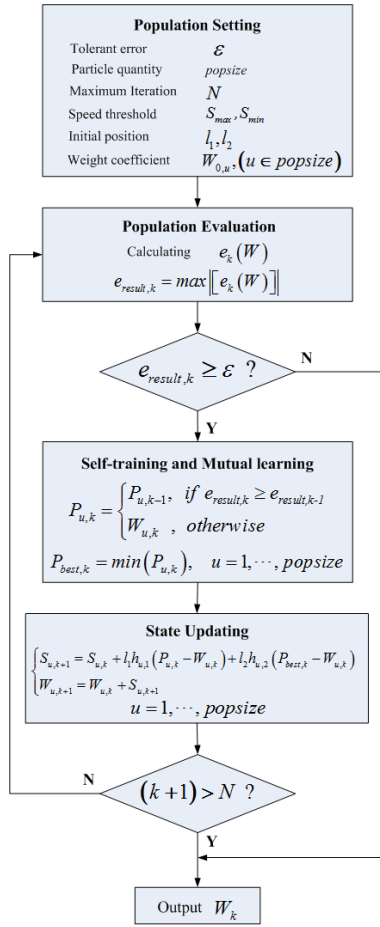 Population Setting
Tolerant error ε
Particle quantity popsize
Maximum Iteration N
Speed threshold S_max, S_min
Initial position l_1, l_2
Weight coefficient W_{0,u}, (u ∈ popsize)
Population Evaluation
Calculating e_k(W)
e_{result,k} = max|[e_k(W)]|
e_{result,k} ≥ ε ?
N
Y
Self-training and Mutual learning
P_{u,k} = { P_{u,k-1}, if e_{result,k} ≥ e_{result,k-1}
W_{u,k} , otherwise
P_{best,k} = min(P_{u,k}), u = 1,⋯, popsize
State Updating
{ S_{u,k+1} = S_{u,k} + l_1 h_{u,1}(P_{u,k} − W_{u,k}) + l_2 h_{u,2}(P_{best,k} − W_{u,k})
W_{u,k+1} = W_{u,k} + S_{u,k+1}
u = 1,⋯, popsize
N
(k+1) > N ?
Y
Output W_k